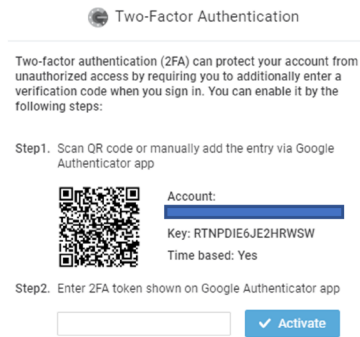 Two-Factor Authentication
Two-factor authentication (2FA) can protect your account from
unauthorized access by requiring you to additionally enter a
verification code when you sign in. You can enable it by the
following steps:
Step1. Scan QR code or manually add the entry via Google
Authenticator app
Account:
Key: RTNPDIE6JE2HRWSW
Time based: Yes
Step2. Enter 2FA token shown on Google Authenticator app
Activate